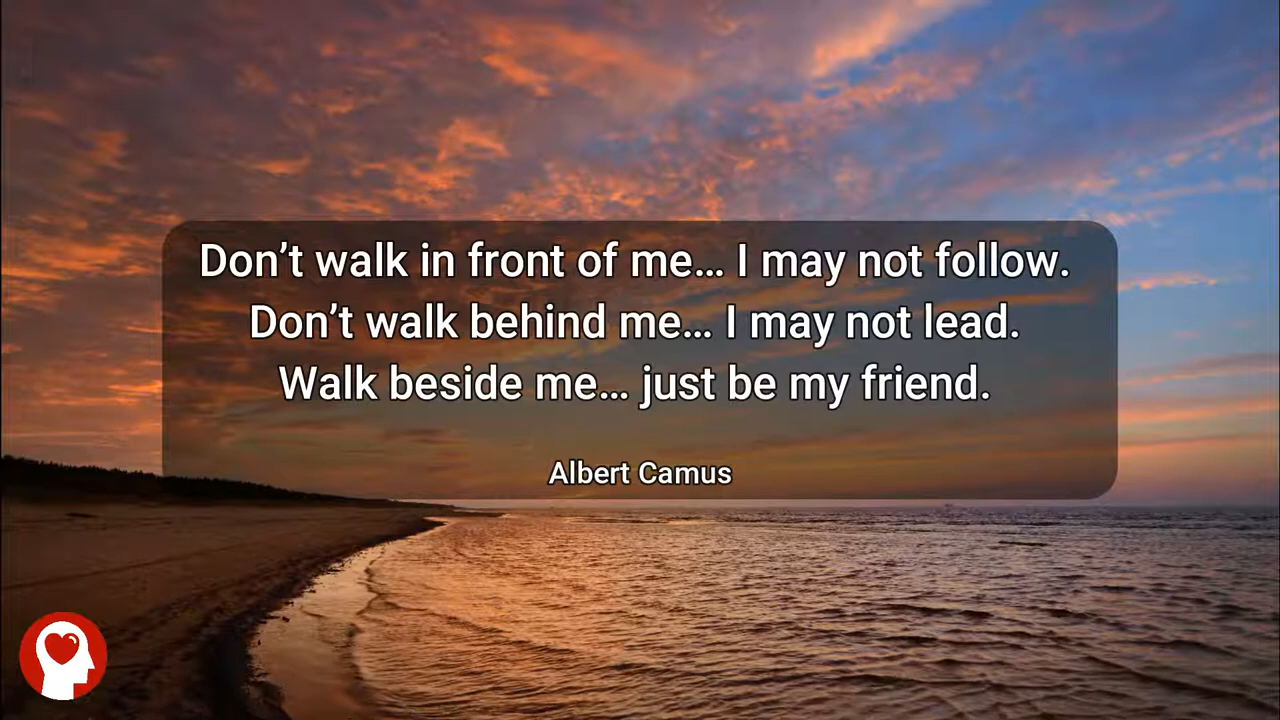 Don’t walk in front of me… I may not follow.
Don’t walk behind me… I may not lead.
Walk beside me… just be my friend.
Albert Camus